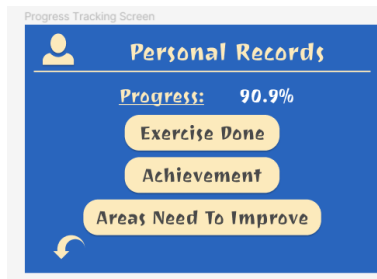 Progress Tracking Screen
Personal Records
Progress: 90.9%
Exercise Done
Achievement
Areas Need To Improve